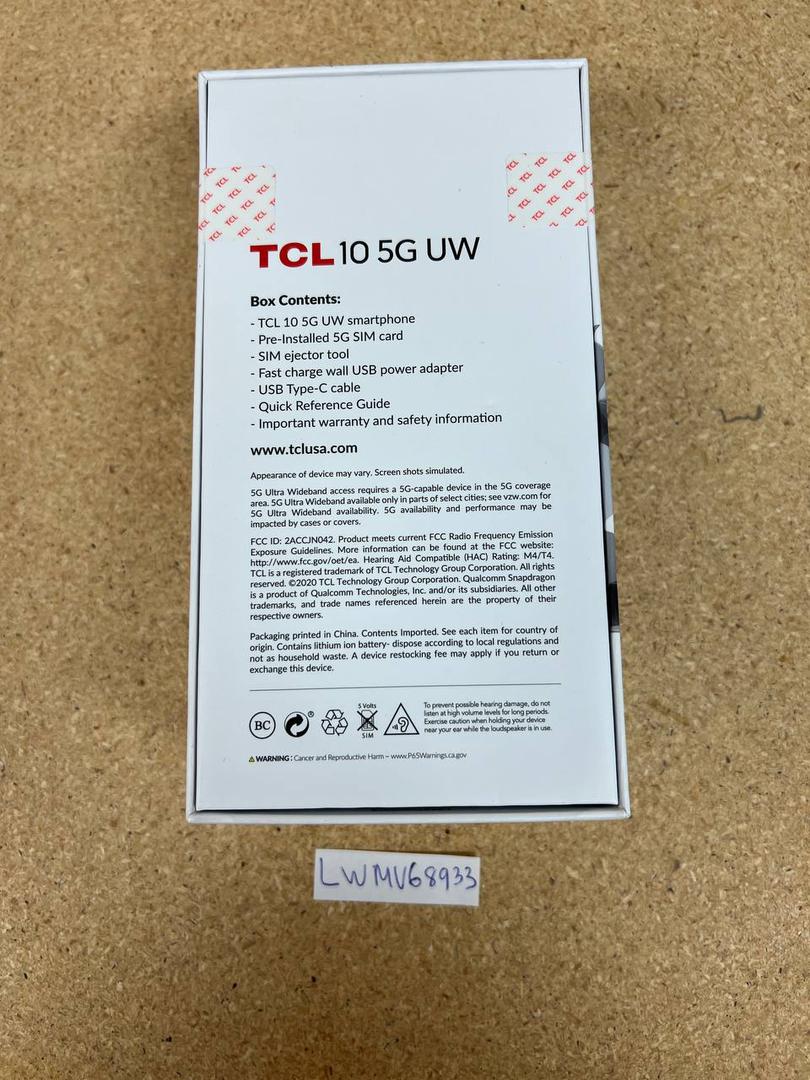 TCL 10 5G UW
Box Contents:
- TCL 10 5G UW smartphone
- Pre-Installed 5G SIM card
- SIM ejector tool
- Fast charge wall USB power adapter
- USB Type-C cable
- Quick Reference Guide
- Important warranty and safety information
www.tclusa.com
Appearance of device may vary. Screen shots simulated.
5G Ultra Wideband access requires a 5G-capable device in the 5G coverage
area. 5G Ultra Wideband available only in parts of select cities; see vzw.com for
5G Ultra Wideband availability. 5G availability and performance may be
impacted by cases or covers.
FCC ID: 2ACCJN042. Product meets current FCC Radio Frequency Emission
Exposure Guidelines. More information can be found at the FCC website:
http://www.fcc.gov/oet/ea. Hearing Aid Compatible (HAC) Rating: M4/T4.
TCL is a registered trademark of TCL Technology Group Corporation. All rights
reserved. ©2020 TCL Technology Group Corporation. Qualcomm Snapdragon
is a product of Qualcomm Technologies, Inc. and/or its subsidiaries. All other
trademarks, and trade names referenced herein are the property of their
respective owners.
Packaging printed in China. Contents Imported. See each item for country of
origin. Contains lithium ion battery- dispose according to local regulations and
not as household waste. A device restocking fee may apply if you return or
exchange this device.
BC
®
5 Volts
SIM
To prevent possible hearing damage, do not
listen at high volume levels for long periods.
Exercise caution when holding your device
near your ear while the loudspeaker is in use.
WARNING: Cancer and Reproductive Harm – www.P65Warnings.ca.gov
LWMV68933